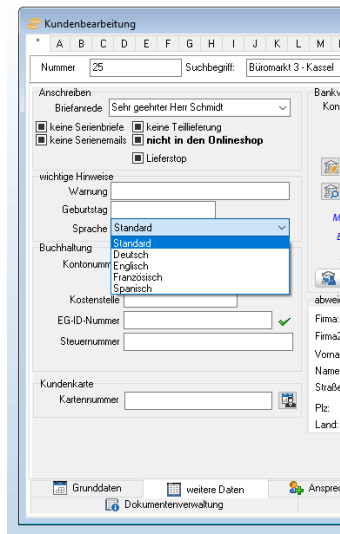 Kundenbearbeitung
* A B C D E F G H I J K L M
Nummer 25 Suchbegriff: Büromarkt 3 - Kassel
Anschreiben
Briefanrede Sehr geehrter Herr Schmidt
keine Serienbriefe keine Teillieferung
keine Serienemails nicht in den Onlineshop
Lieferstop
wichtige Hinweise
Warnung
Geburtstag
Sprache Standard
Standard
Deutsch
Englisch
Französisch
Spanisch
Buchhaltung
Kontonumm
Kostenstelle
EG-ID-Nummer
Steuernummer
Kundenkarte
Kartennummer
Bankv
Kon
M
abwei
Firma:
Firma2
Vorna
Name
Straße
Plz:
Land:
Grunddaten weitere Daten Anspre
Dokumentenverwaltung